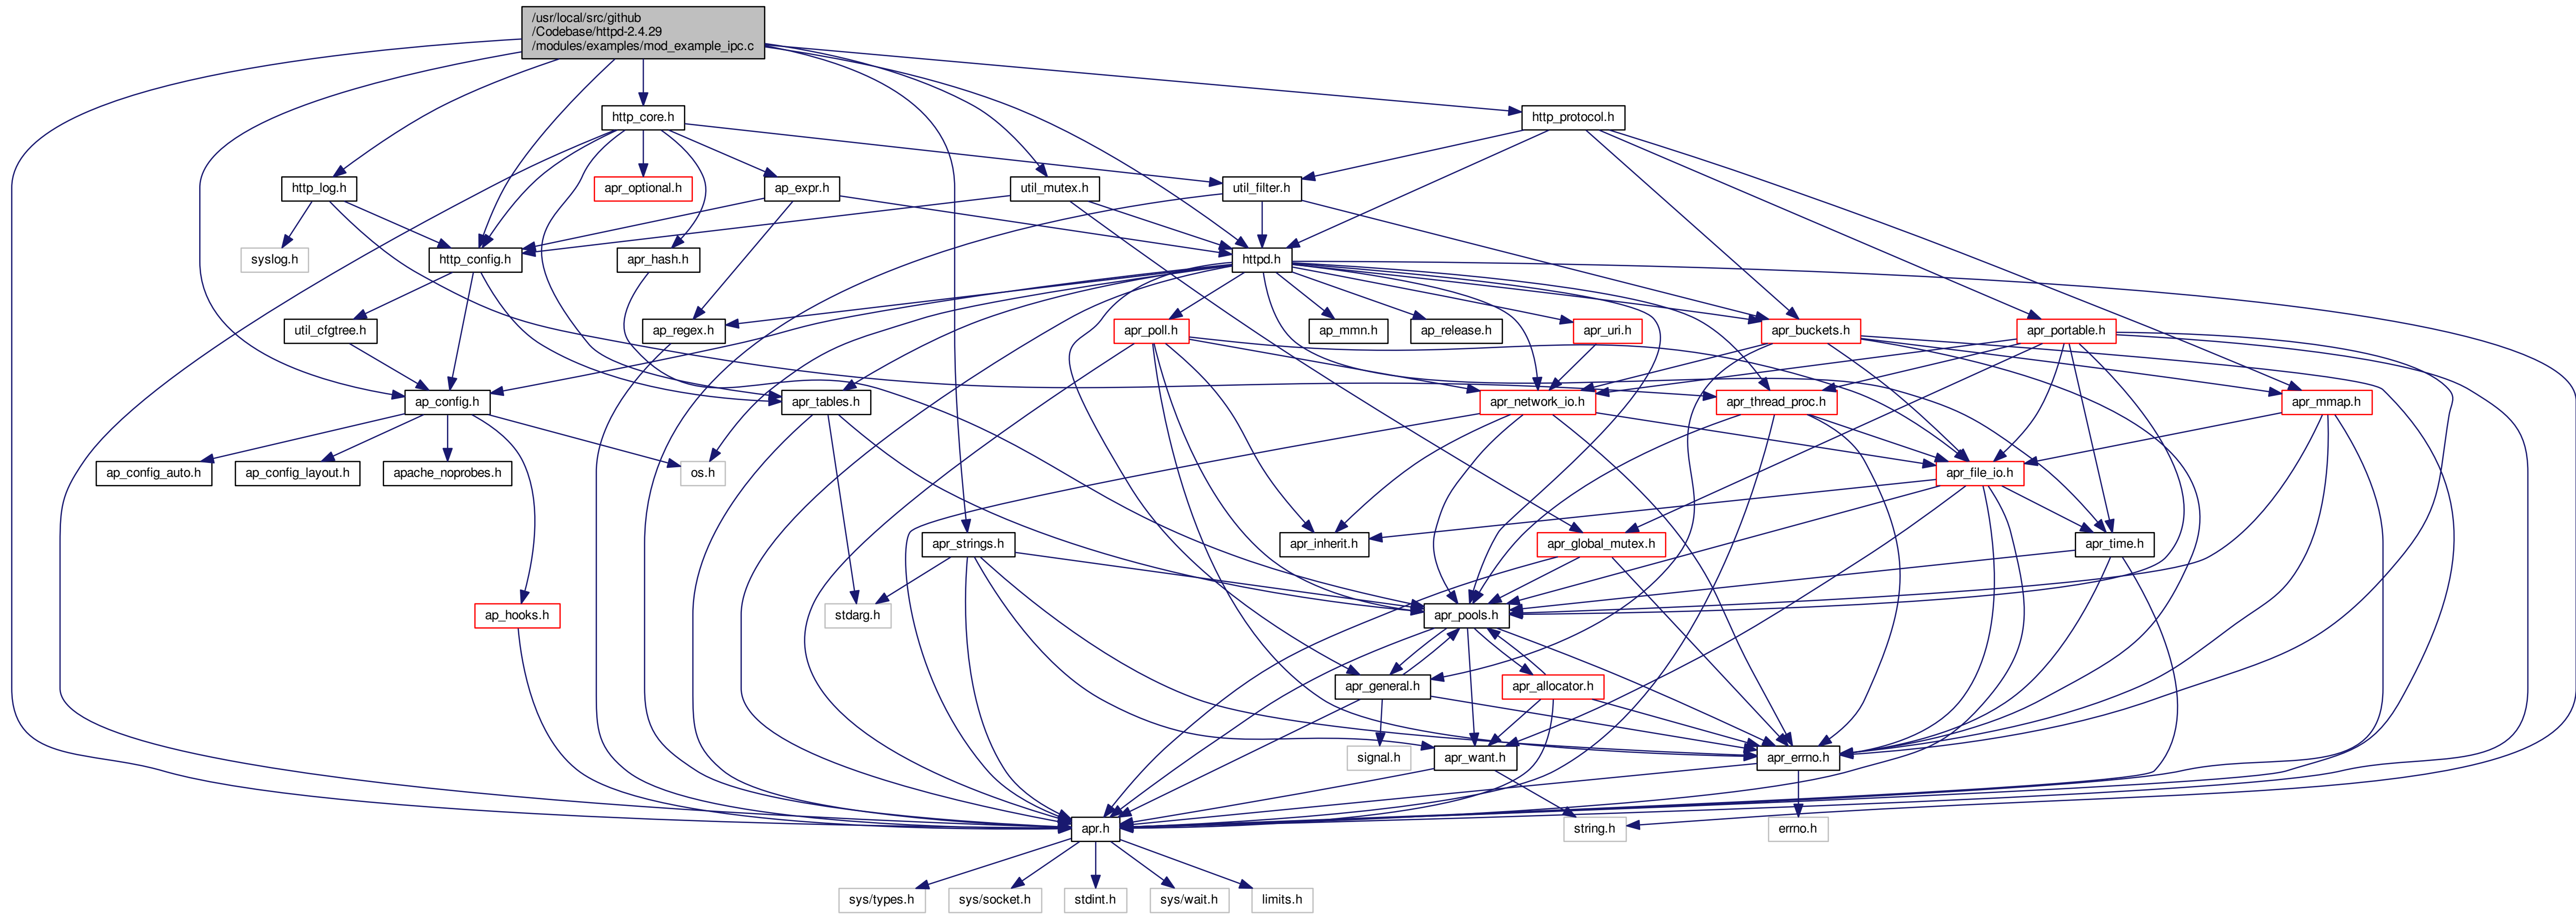 /usr/local/src/github
/Codebase/httpd-2.4.29
/modules/examples/mod_example_ipc.c
http_core.h
http_protocol.h
http_log.h
apr_optional.h
ap_expr.h
util_mutex.h
util_filter.h
syslog.h
http_config.h
apr_hash.h
httpd.h
util_cfgtree.h
ap_regex.h
apr_poll.h
ap_mmn.h
ap_release.h
apr_uri.h
apr_buckets.h
apr_portable.h
ap_config.h
apr_tables.h
apr_network_io.h
apr_thread_proc.h
apr_mmap.h
ap_config_auto.h
ap_config_layout.h
apache_noprobes.h
os.h
apr_file_io.h
apr_strings.h
apr_inherit.h
apr_global_mutex.h
apr_time.h
ap_hooks.h
stdarg.h
apr_pools.h
apr_general.h
apr_allocator.h
signal.h
apr_want.h
apr_errno.h
apr.h
string.h
errno.h
sys/types.h
sys/socket.h
stdint.h
sys/wait.h
limits.h